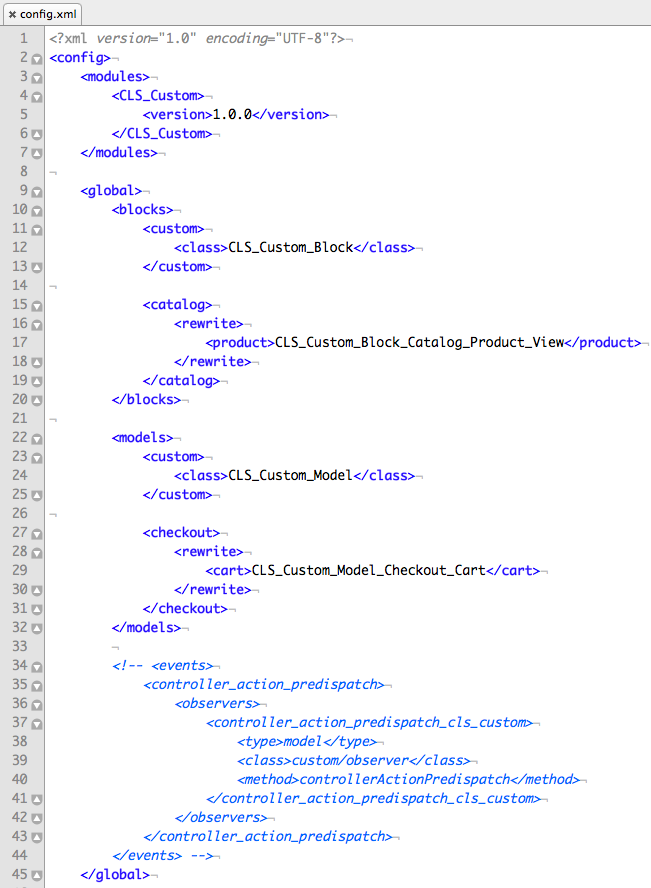 config.xml
1 <?xml version="1.0" encoding="UTF-8"?>
2 <config>
3     <modules>
4         <CLS_Custom>
5             <version>1.0.0</version>
6         </CLS_Custom>
7     </modules>
8
9     <global>
10         <blocks>
11             <custom>
12                 <class>CLS_Custom_Block</class>
13             </custom>
14
15             <catalog>
16                 <rewrite>
17                     <product>CLS_Custom_Block_Catalog_Product_View</product>
18                 </rewrite>
19             </catalog>
20         </blocks>
21
22         <models>
23             <custom>
24                 <class>CLS_Custom_Model</class>
25             </custom>
26
27             <checkout>
28                 <rewrite>
29                     <cart>CLS_Custom_Model_Checkout_Cart</cart>
30                 </rewrite>
31             </checkout>
32         </models>
33
34         <!-- <events>
35             <controller_action_predispatch>
36                 <observers>
37                     <controller_action_predispatch_cls_custom>
38                         <type>model</type>
39                         <class>custom/observer</class>
40                         <method>controllerActionPredispatch</method>
41                     </controller_action_predispatch_cls_custom>
42                 </observers>
43             </controller_action_predispatch>
44         </events> -->
45     </global>